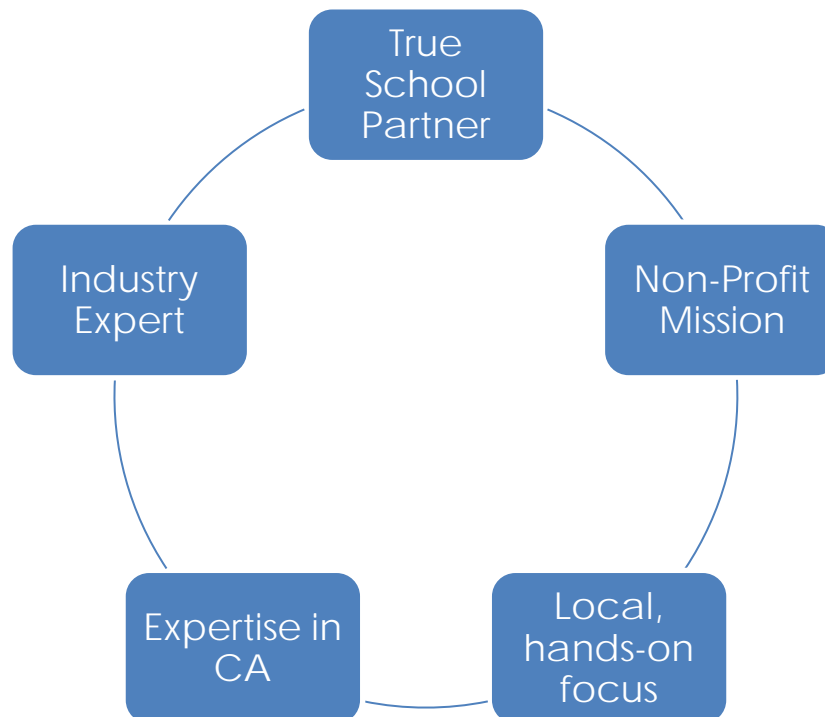 True
School
Partner
Non-Profit
Mission
Local,
hands-on
focus
Expertise in
CA
Industry
Expert